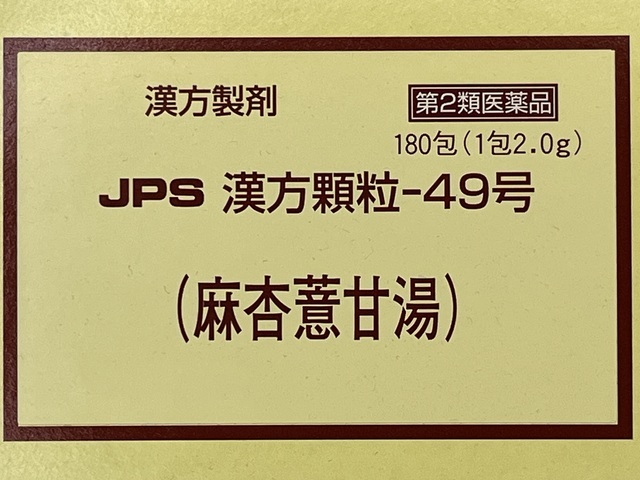 漢方製剤
第2類医薬品
180包(1包2.0g)
JPS 漢方顆粒-49号
(麻杏薏甘湯)